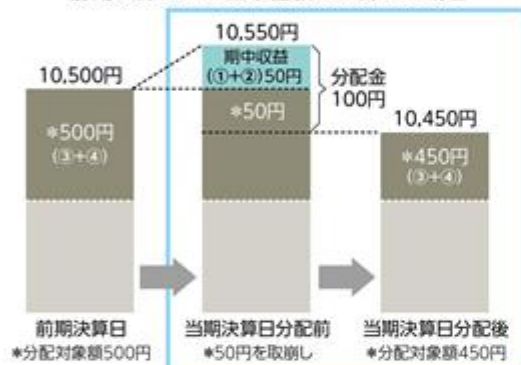 10,550円
期中収益
(①+②)50円
分配金
100円
10,500円
10,450円
*500円
(③+④)
*50円
*450円
(③+④)
前期決算日
当期決算日分配前
当期決算日分配後
*分配対象額500円
*50円を取崩し
*分配対象額450円